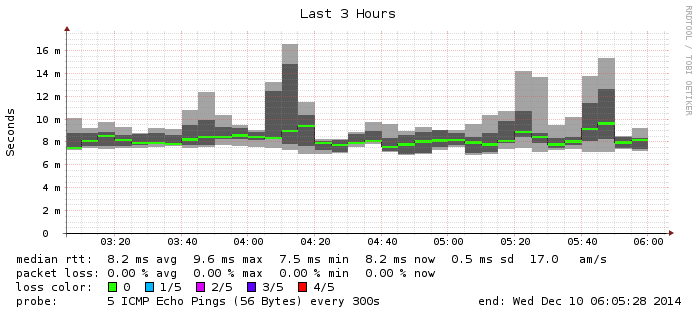 Last 3 Hours
RRDTOOL / TOBI OETIKER
Seconds
16 m
14 m
12 m
10 m
8 m
6 m
4 m
2 m
0
03:20 03:40 04:00 04:20 04:40 05:00 05:20 05:40 06:00
median rtt: 8.2 ms avg 9.6 ms max 7.5 ms min 8.2 ms now 0.5 ms sd 17.0 am/s
packet loss: 0.00 % avg 0.00 % max 0.00 % min 0.00 % now
loss color: 0 1/5 2/5 3/5 4/5
probe: 5 ICMP Echo Pings (56 Bytes) every 300s end: Wed Dec 10 06:05:28 2014